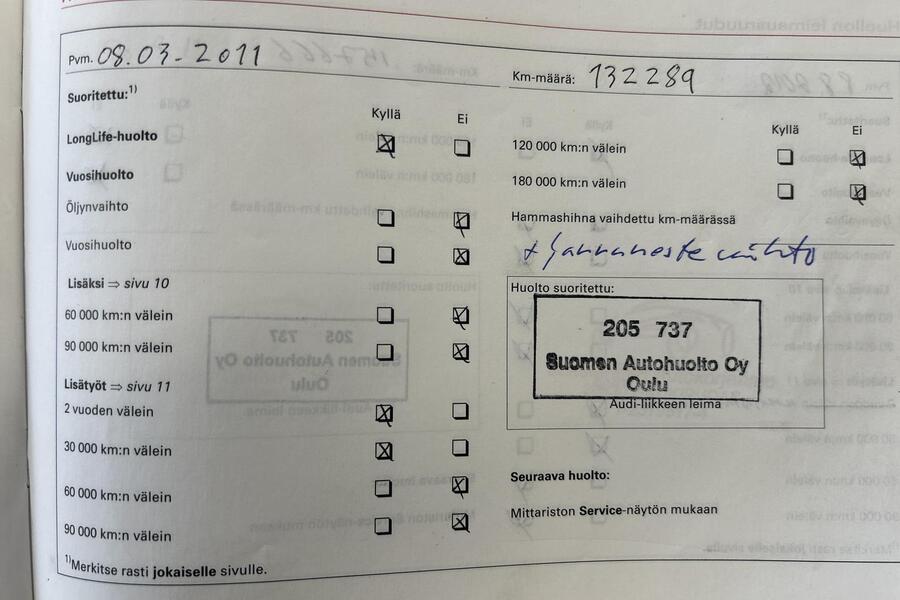 Pvm. 08.03-2011
Km-määrä: 132289
Suoritettu:1)
Kyllä Ei
LongLife-huolto
Vuosihuolto
Öljynvaihto
Vuosihuolto
Lisäksi ⇒ sivu 10
60 000 km:n välein
90 000 km:n välein
Lisätyöt ⇒ sivu 11
2 vuoden välein
30 000 km:n välein
60 000 km:n välein
90 000 km:n välein
1)Merkitse rasti jokaiselle sivulle.
Kyllä Ei
120 000 km:n välein
180 000 km:n välein
Hammashihna vaihdettu km-määrässä
+ Jarruneste vaihto
Huolto suoritettu:
205 737
Suomen Autohuolto Oy
Oulu
Audi-liikkeen leima
Seuraava huolto:
Mittariston Service-näytön mukaan